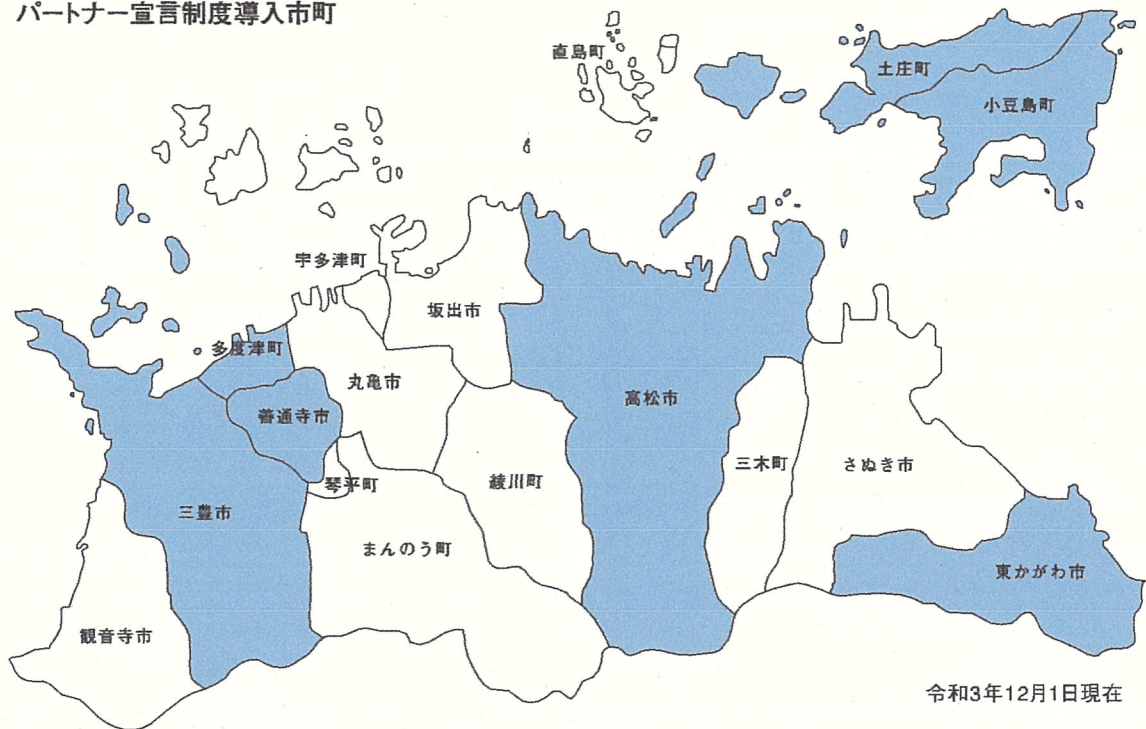 パートナー宣言制度導入市町
直島町
土庄町
小豆島町
宇多津町
坂出市
多度津町
丸亀市
高松市
善通寺市
三木町
さぬき市
琴平町
綾川町
三豊市
まんのう町
東かがわ市
観音寺市
令和3年12月1日現在